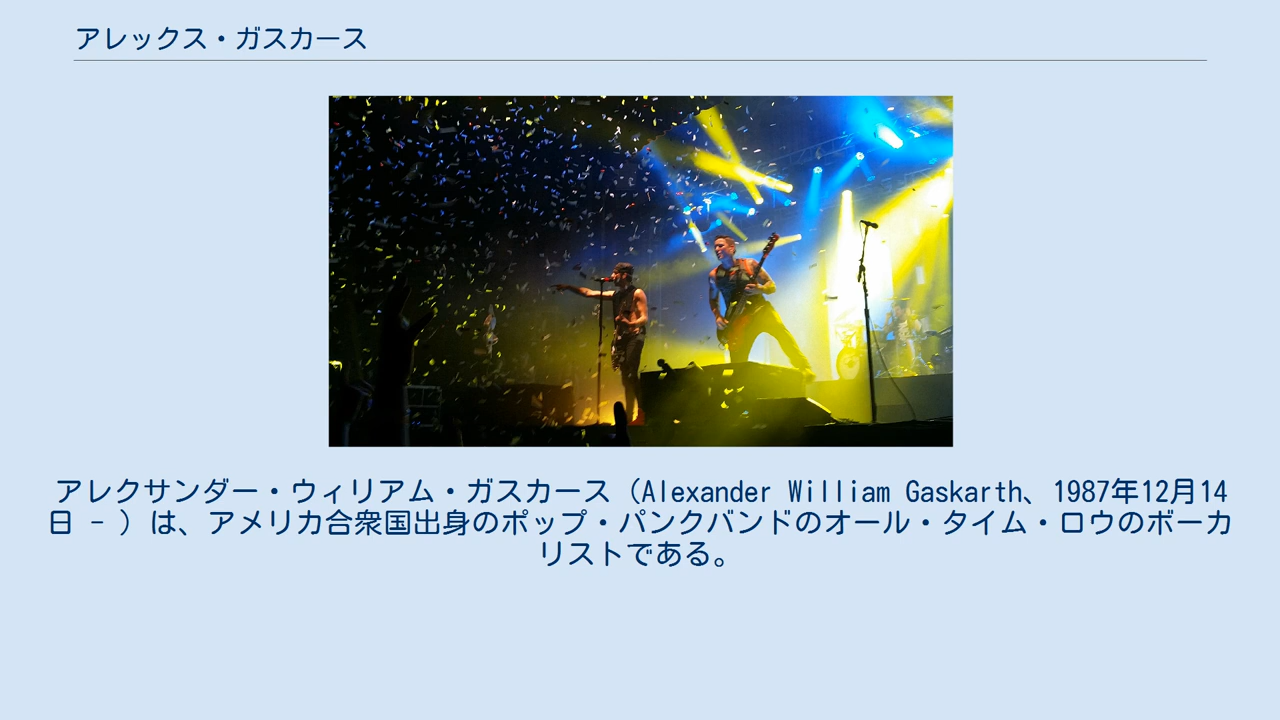 アレックス・ガスカース
アレクサンダー・ウィリアム・ガスカース（Alexander William Gaskarth、1987年12月14
日 - ）は、アメリカ合衆国出身のポップ・パンクバンドのオール・タイム・ロウのボーカ
リストである。